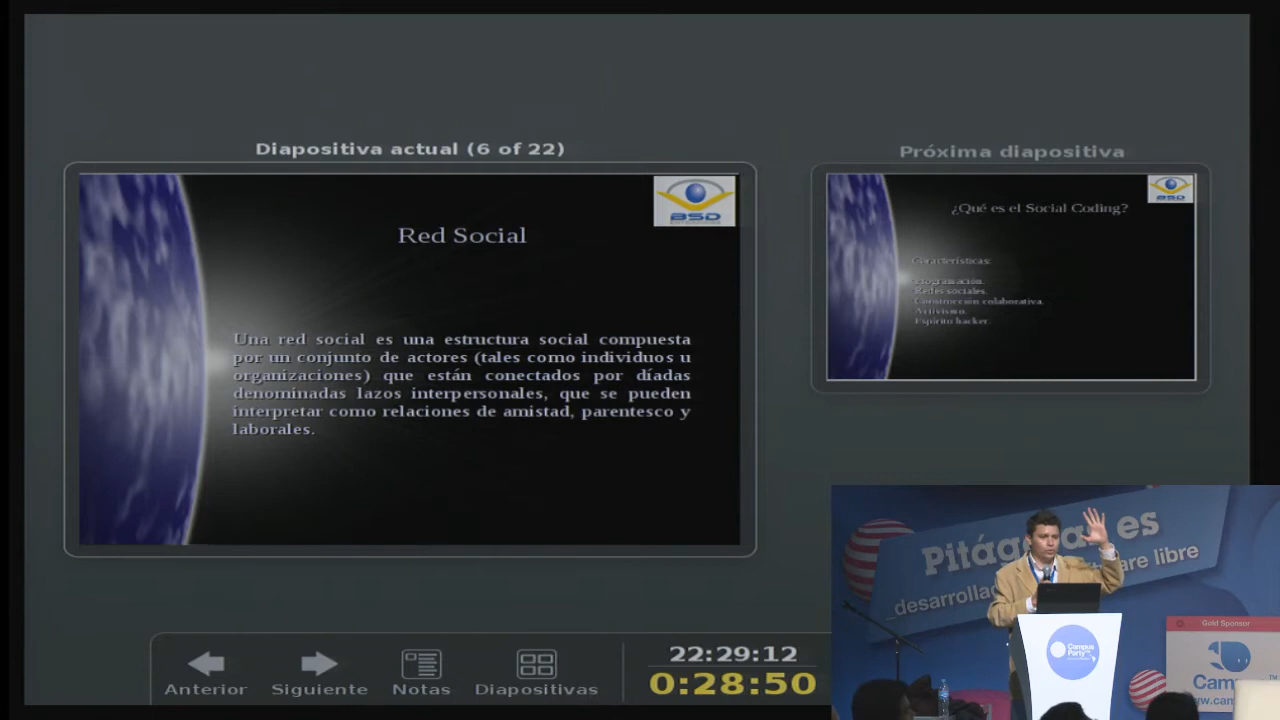 Diapositiva actual (6 of 22)
BSD
Red Social
Una red social es una estructura social compuesta
por un conjunto de actores (tales como individuos u
organizaciones) que están conectados por díadas
denominadas lazos interpersonales, que se pueden
interpretar como relaciones de amistad, parentesco y
laborales.
Próxima diapositiva
BSD
¿Qué es el Social Coding?
Características:
Programación.
Redes sociales.
Construcción colaborativa.
Activismo.
Espíritu hacker.
Anterior
Siguiente
Notas
Diapositivas
22:29:12
0:28:50
es
are libre
Campus
Party
Gold Sponsor